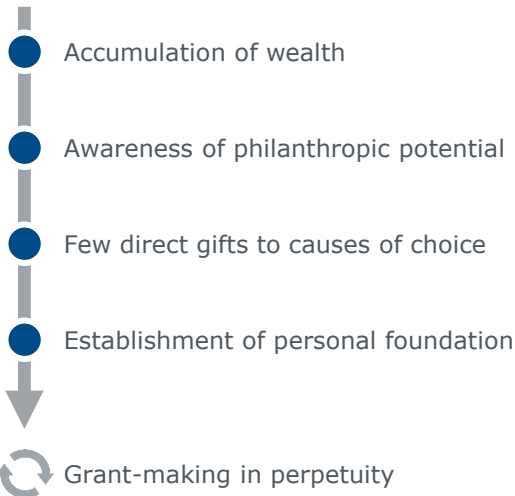 Accumulation of wealth
Awareness of philanthropic potential
Few direct gifts to causes of choice
Establishment of personal foundation
Grant-making in perpetuity